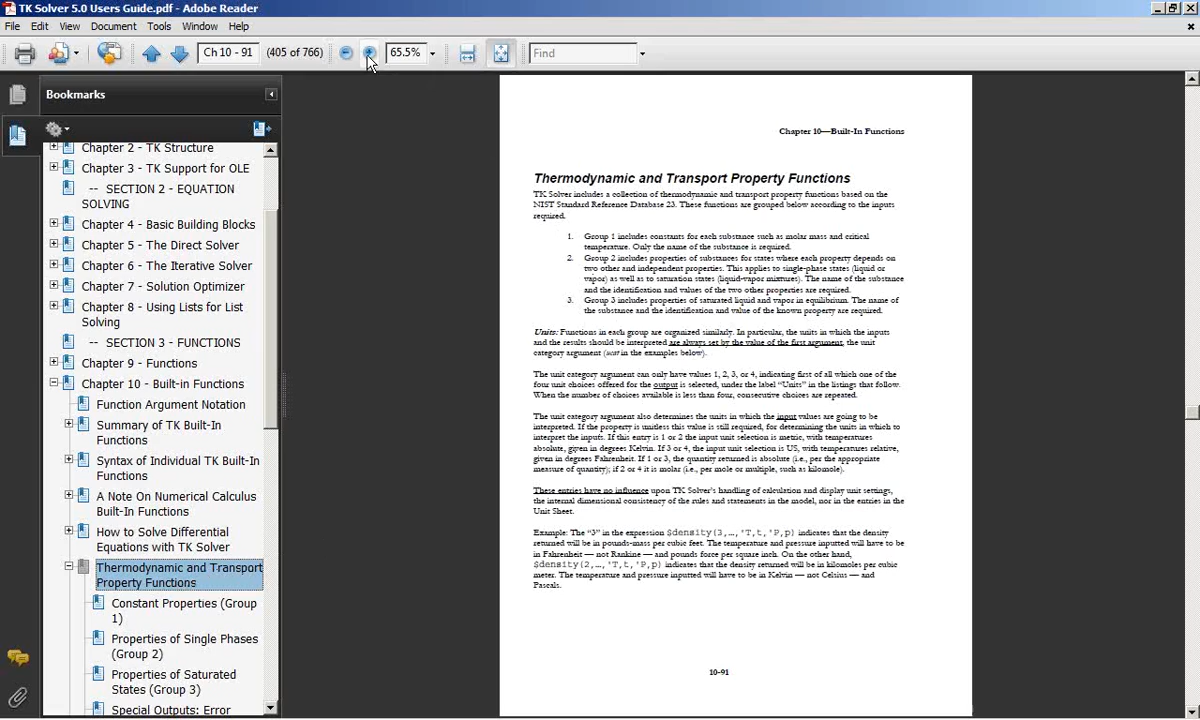 TK Solver 5.0 Users Guide.pdf - Adobe Reader
File Edit View Document Tools Window Help
Ch 10 - 91 (405 of 766) 65.5% Find
Bookmarks
Chapter 2 - TK Structure
Chapter 3 - TK Support for OLE
-- SECTION 2 - EQUATION
SOLVING
Chapter 4 - Basic Building Blocks
Chapter 5 - The Direct Solver
Chapter 6 - The Iterative Solver
Chapter 7 - Solution Optimizer
Chapter 8 - Using Lists for List
Solving
-- SECTION 3 - FUNCTIONS
Chapter 9 - Functions
Chapter 10 - Built-in Functions
Function Argument Notation
Summary of TK Built-In
Functions
Syntax of Individual TK Built-In
Functions
A Note On Numerical Calculus
Built-In Functions
How to Solve Differential
Equations with TK Solver
Thermodynamic and Transport
Property Functions
Constant Properties (Group
1)
Properties of Single Phases
(Group 2)
Properties of Saturated
States (Group 3)
Special Outputs: Error
Chapter 10—Built-In Functions
Thermodynamic and Transport Property Functions
TK Solver includes a collection of thermodynamic and transport property functions based on the
NIST Standard Reference Database 23. These functions are grouped below according to the inputs
required.
1. Group 1 includes constants for each substance such as molar mass and critical
temperature. Only the name of the substance is required.
2. Group 2 includes properties of substances for states where each property depends on
two other and independent properties. This applies to single-phase states (liquid or
vapor) as well as to saturation states (liquid-vapor mixtures). The name of the substance
and the identification and values of the two other properties are required.
3. Group 3 includes properties of saturated liquid and vapor in equilibrium. The name of
the substance and the identification and value of the known property are required.
Units: Functions in each group are organized similarly. In particular, the units in which the inputs
and the results should be interpreted are always set by the value of the first argument, the unit
category argument (ucat in the examples below).
The unit category argument can only have values 1, 2, 3, or 4, indicating first of all which one of the
four unit choices offered for the output is selected, under the label "Units" in the listings that follow.
When the number of choices available is less than four, consecutive choices are repeated.
The unit category argument also determines the units in which the input values are going to be
interpreted. If the property is unitless this value is still required, for determining the units in which to
interpret the inputs. If this entry is 1 or 2 the input unit selection is metric, with temperatures
absolute, given in degrees Kelvin. If 3 or 4, the input unit selection is US, with temperatures relative,
given in degrees Fahrenheit. If 1 or 3, the quantity returned is absolute (i.e., per the appropriate
measure of quantity); if 2 or 4 it is molar (i.e., per mole or multiple, such as kilomole).
These entries have no influence upon TK Solver's handling of calculation and display unit settings,
the internal dimensional consistency of the rules and statements in the model, nor in the entries in the
Unit Sheet.
Example: The "3" in the expression $density(3,…,'T,t,'P,p) indicates that the density
returned will be in pounds-mass per cubic feet. The temperature and pressure inputted will have to be
in Fahrenheit — not Rankine — and pounds force per square inch. On the other hand,
$density(2,…,'T,t,'P,p) indicates that the density returned will be in kilomoles per cubic
meter. The temperature and pressure inputted will have to be in Kelvin — not Celsius — and
Pascals.
10-91